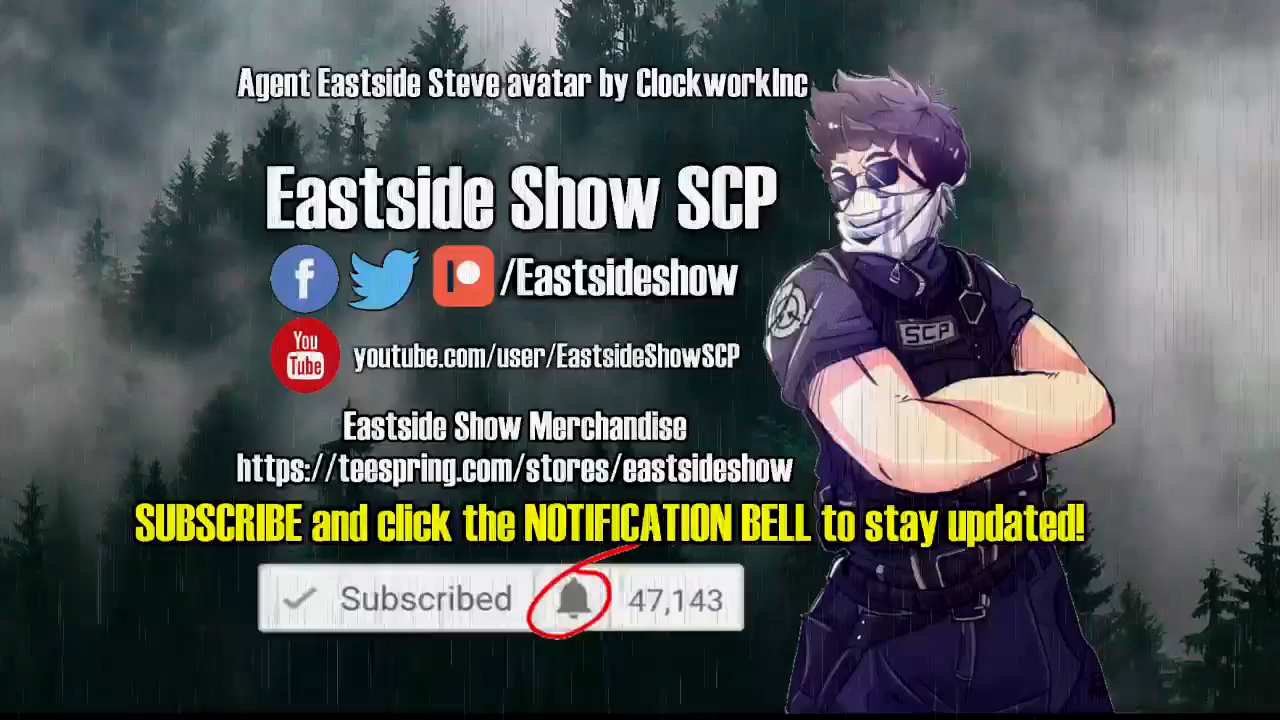 Agent Eastside Steve avatar by ClockworkInc
Eastside Show SCP
f /Eastsideshow
You Tube youtube.com/user/EastsideShowSCP
SCP
Eastside Show Merchandise
https://teespring.com/stores/eastsideshow
SUBSCRIBE and click the NOTIFICATION BELL to stay updated!
Subscribed 47,143